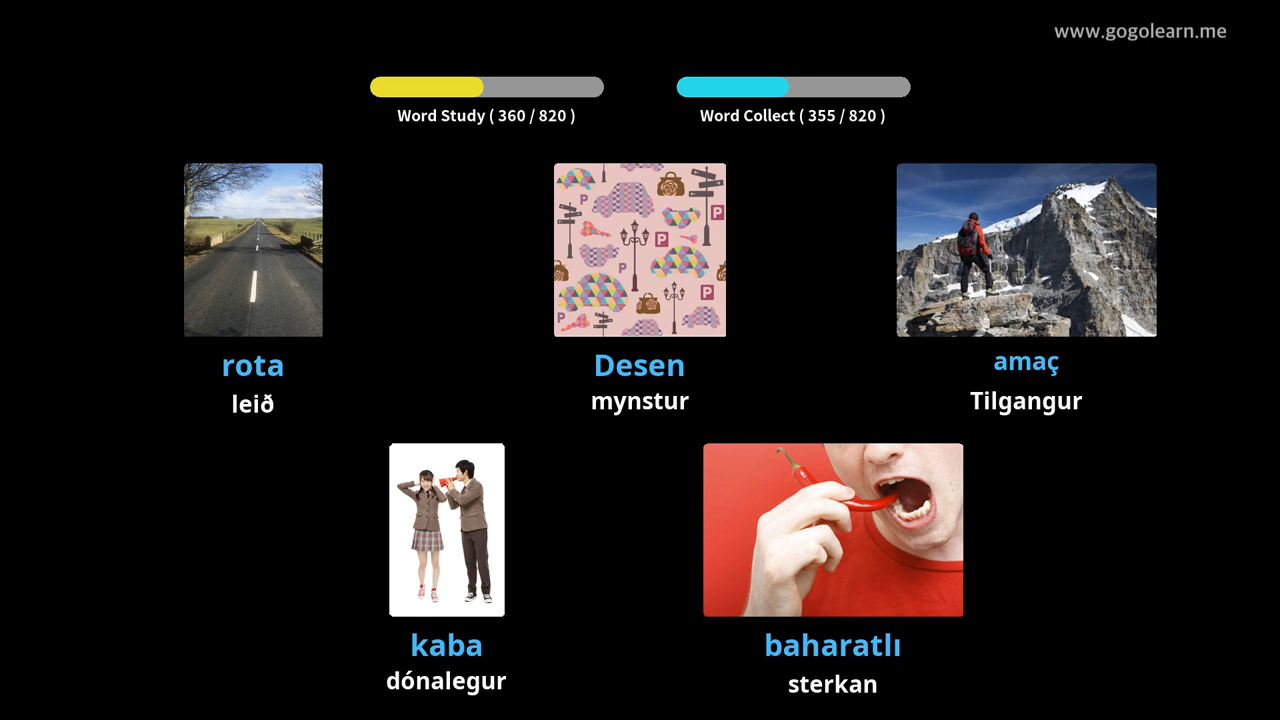 www.gogolearn.me
Word Study ( 360 / 820 )
Word Collect ( 355 / 820 )
P
P
P
P
P
P
rota
Desen
amaç
leið
mynstur
Tilgangur
kaba
baharatlı
dónalegur
sterkan